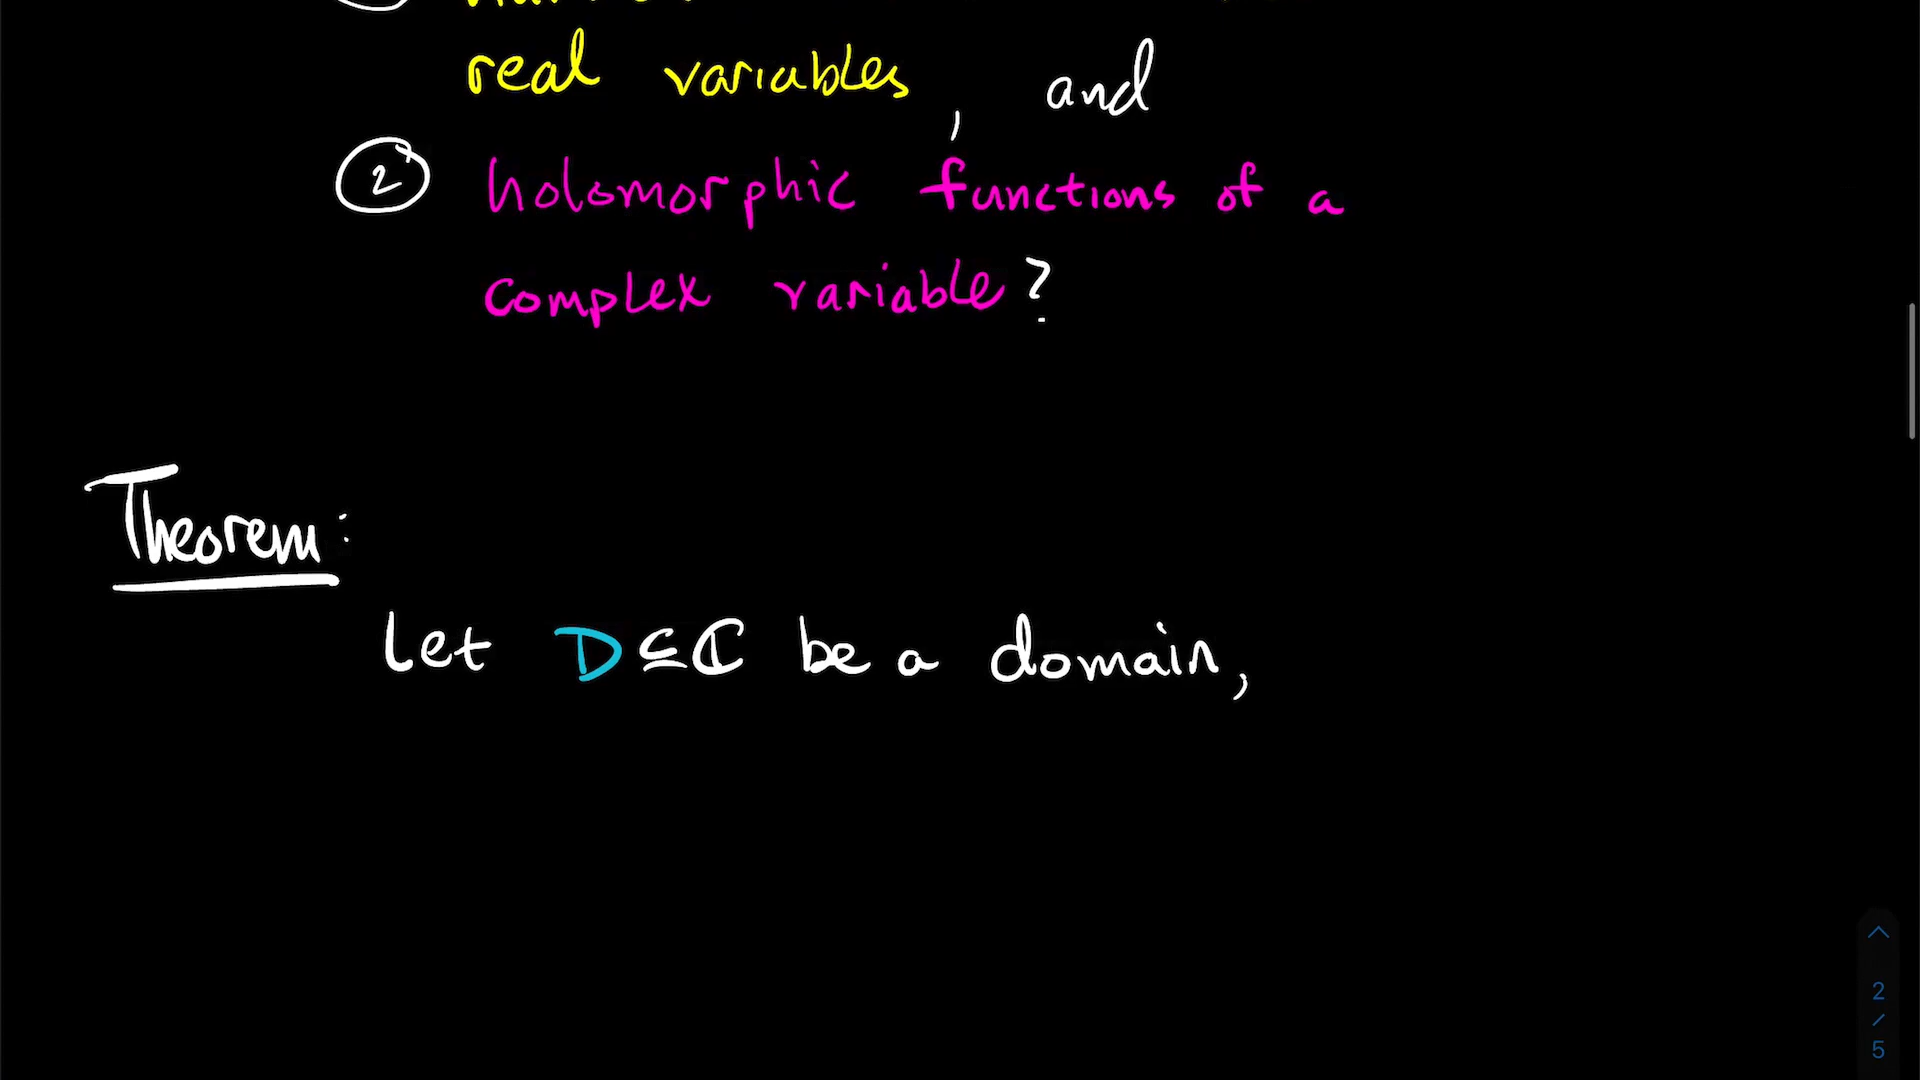 real variables, and
② holomorphic functions of a
complex variable?
Theorem:
Let D ⊆ ℂ be a domain,
2
/
5